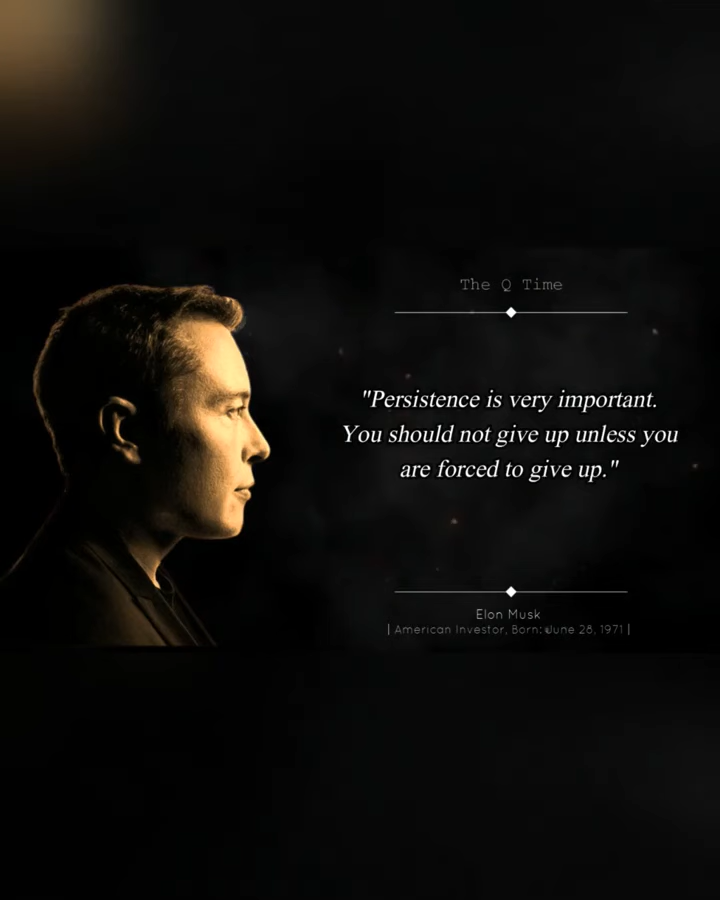 The Q Time
"Persistence is very important.
You should not give up unless you
are forced to give up."
Elon Musk
| American Investor, Born: June 28, 1971 |